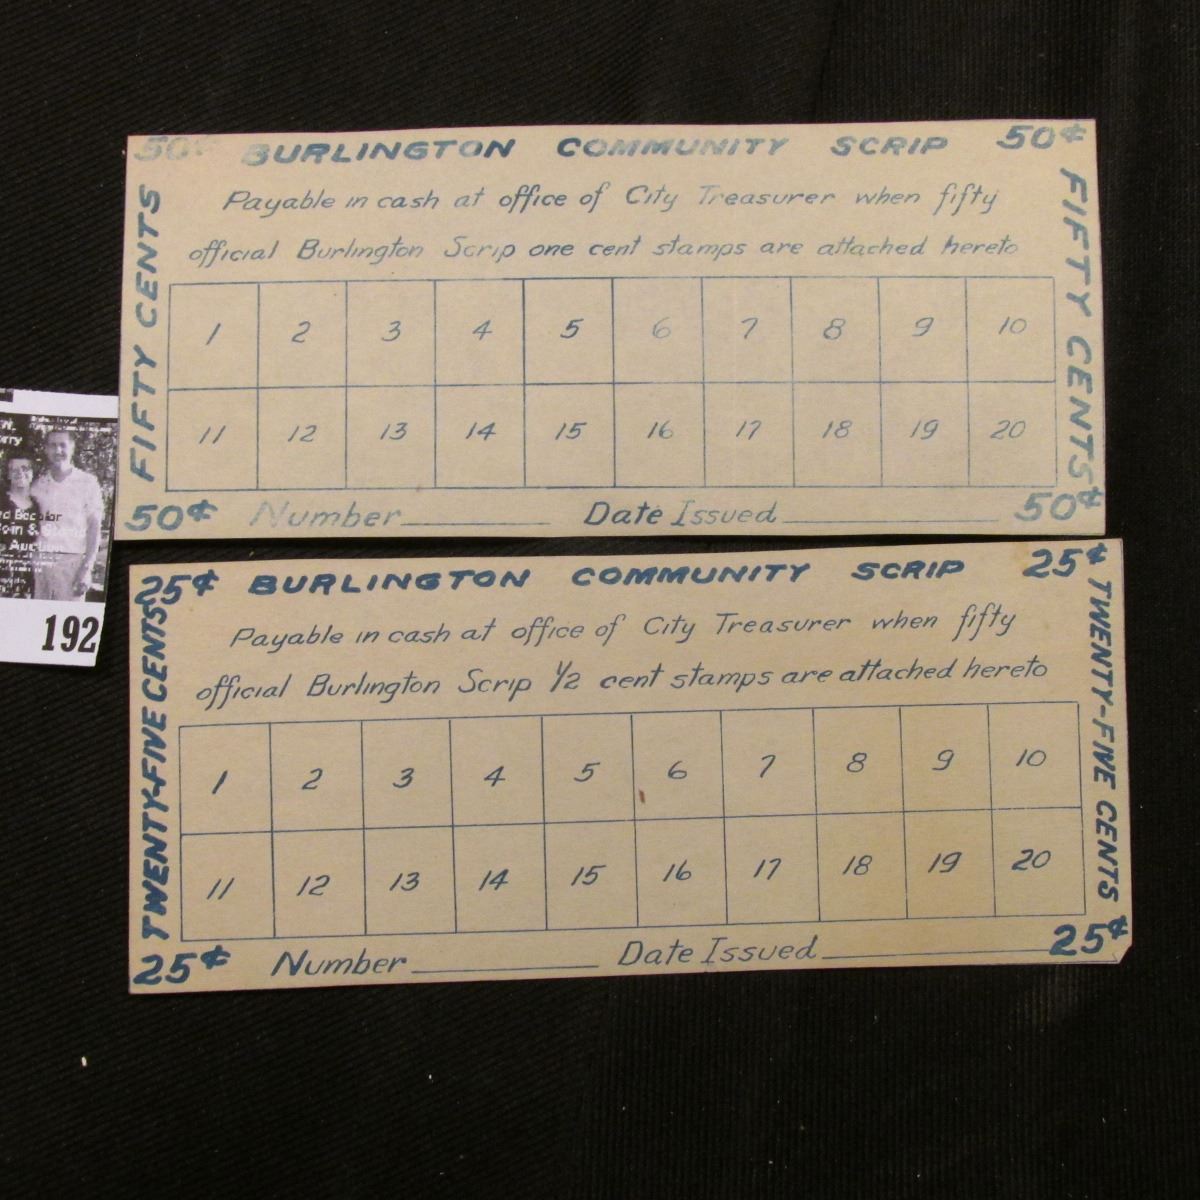 50¢ BURLINGTON COMMUNITY SCRIP 50¢
Payable in cash at office of City Treasurer when fifty
official Burlington Scrip one cent stamps are attached hereto
FIFTY CENTS
FIFTY CENTS
1 2 3 4 5 6 7 8 9 10
11 12 13 14 15 16 17 18 19 20
50¢ Number Date Issued 50¢
25¢ BURLINGTON COMMUNITY SCRIP 25¢
Payable in cash at office of City Treasurer when fifty
official Burlington Scrip 1/2 cent stamps are attached hereto
TWENTY-FIVE CENTS
TWENTY-FIVE CENTS
1 2 3 4 5 6 7 8 9 10
11 12 13 14 15 16 17 18 19 20
25¢ Number Date Issued 25¢
192